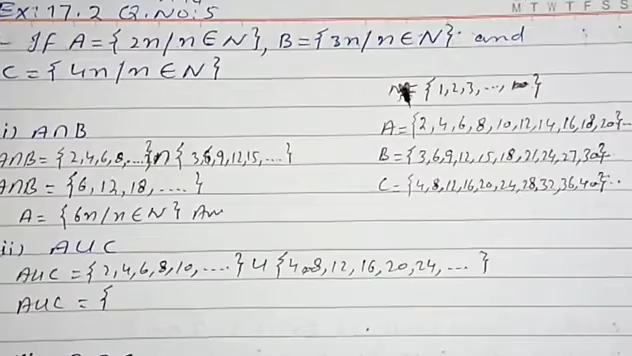 Ex: 17.2 Q.No: 5
M T W T F S S
- If A = {2n/n∈N}, B = {3n/n∈N} and
C = {4n/n∈N}
N = {1,2,3,...,∞}
i) A∩B
A = {2,4,6,8,10,12,14,16,18,20}..
A∩B = {2,4,6,8,....}∩{3,6,9,12,15,....}
B = {3,6,9,12,15,18,21,24,27,30}..
A∩B = {6,12,18,....}
C = {4,8,12,16,20,24,28,32,36,40}..
A = {6n/n∈N} Ans
ii) A∪C
A∪C = {2,4,6,8,10,....}∪{4,8,12,16,20,24,...}
A∪C = {